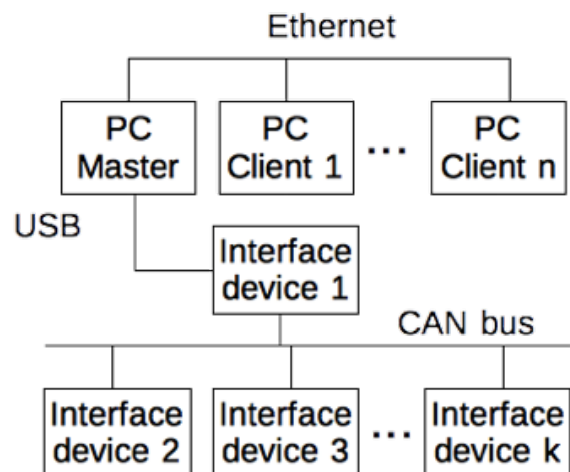 Ethernet
PC
Master
PC
Client 1
...
PC
Client n
USB
Interface
device 1
CAN bus
Interface
device 2
Interface
device 3
...
Interface
device k